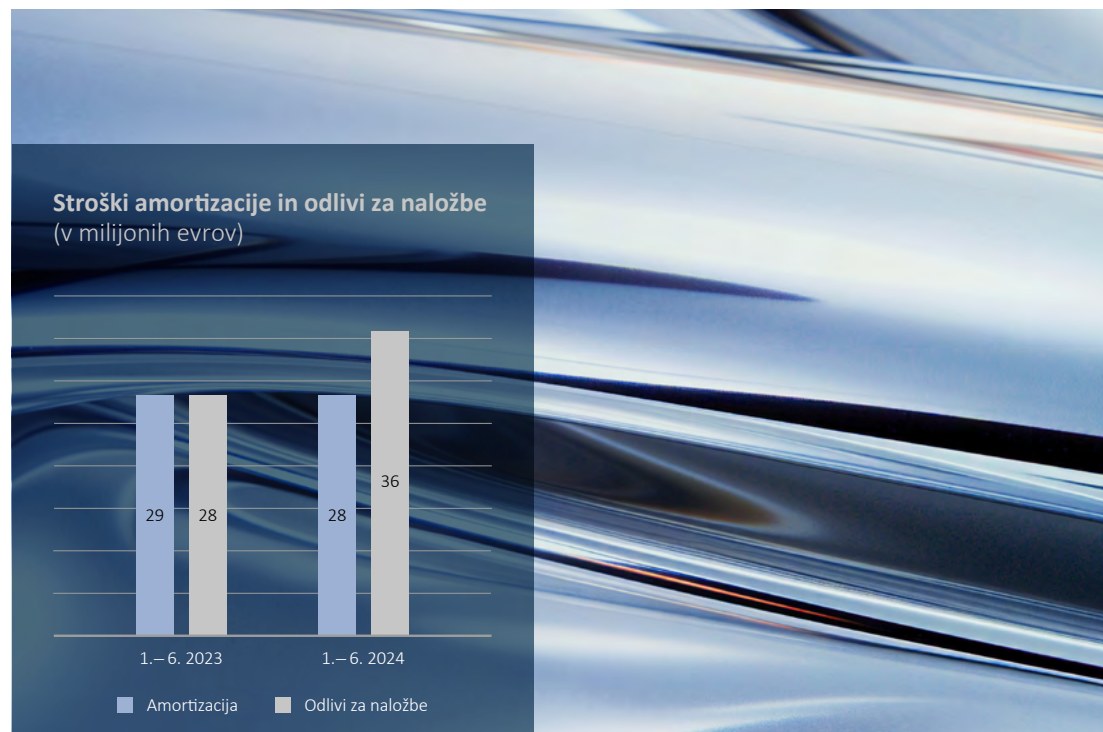 Stroški amortizacije in odlivi za naložbe
(v milijonih evrov)
36
29 28 28
1.–6. 2023 1.–6. 2024
Amortizacija Odlivi za naložbe